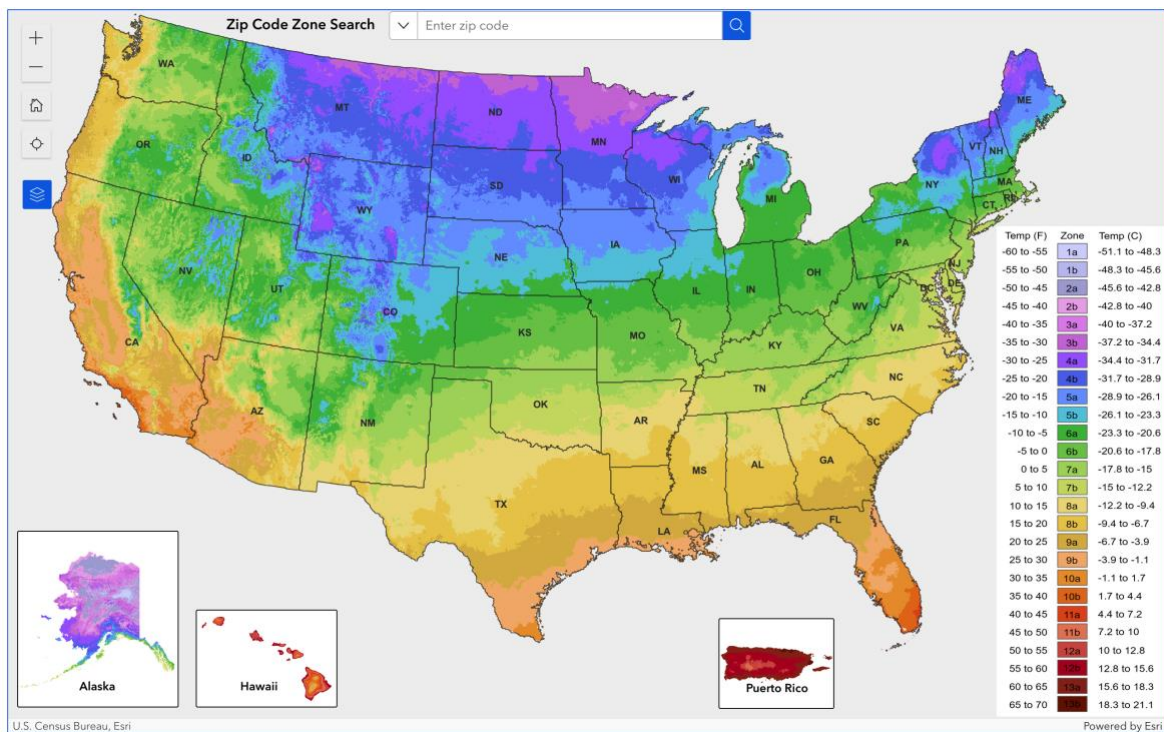 Zip Code Zone Search
Enter zip code
WA
MT
ND
MN
ME
OR
ID
SD
WI
VT
NH
WY
MI
NY
MA
CT
RI
NE
IA
PA
NV
UT
CO
IL
IN
OH
NJ
DE
DC
WV
VA
KS
MO
KY
CA
AZ
NM
OK
TN
NC
AR
SC
MS
AL
GA
TX
LA
FL
Temp (F) Zone Temp (C)
-60 to -55 1a -51.1 to -48.3
-55 to -50 1b -48.3 to -45.6
-50 to -45 2a -45.6 to -42.8
-45 to -40 2b -42.8 to -40
-40 to -35 3a -40 to -37.2
-35 to -30 3b -37.2 to -34.4
-30 to -25 4a -34.4 to -31.7
-25 to -20 4b -31.7 to -28.9
-20 to -15 5a -28.9 to -26.1
-15 to -10 5b -26.1 to -23.3
-10 to -5 6a -23.3 to -20.6
-5 to 0 6b -20.6 to -17.8
0 to 5 7a -17.8 to -15
5 to 10 7b -15 to -12.2
10 to 15 8a -12.2 to -9.4
15 to 20 8b -9.4 to -6.7
20 to 25 9a -6.7 to -3.9
25 to 30 9b -3.9 to -1.1
30 to 35 10a -1.1 to 1.7
35 to 40 10b 1.7 to 4.4
40 to 45 11a 4.4 to 7.2
45 to 50 11b 7.2 to 10
50 to 55 12a 10 to 12.8
55 to 60 12b 12.8 to 15.6
60 to 65 13a 15.6 to 18.3
65 to 70 13b 18.3 to 21.1
Alaska
Hawaii
Puerto Rico
U.S. Census Bureau, Esri
Powered by Esri